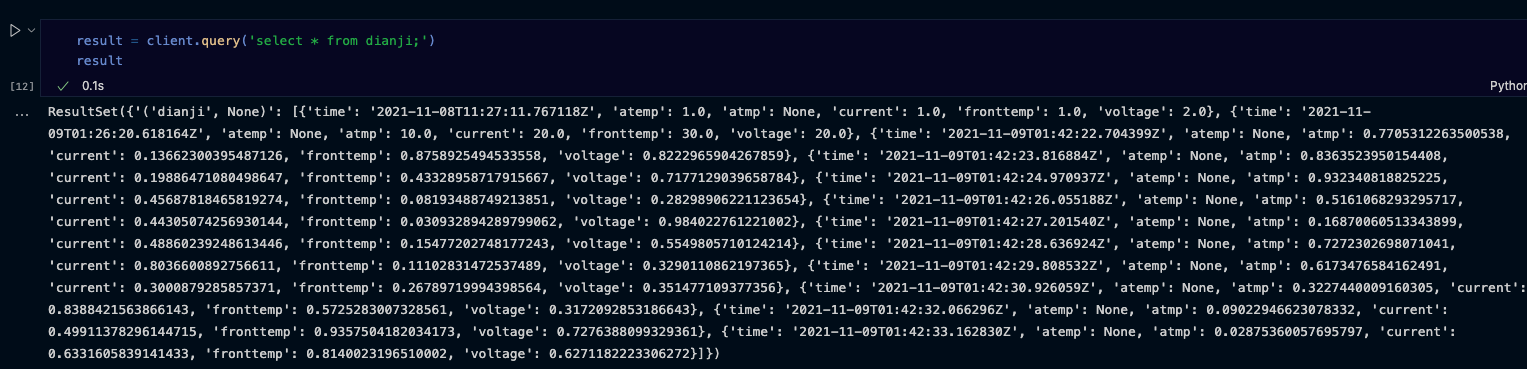 result = client.query('select * from dianji;')
result
[12] 0.1s Python
... ResultSet({'('dianji', None)': [{'time': '2021-11-08T11:27:11.767118Z', 'atemp': 1.0, 'atmp': None, 'current': 1.0, 'fronttemp': 1.0, 'voltage': 2.0}, {'time': '2021-11-
09T01:26:20.618164Z', 'atemp': None, 'atmp': 10.0, 'current': 20.0, 'fronttemp': 30.0, 'voltage': 20.0}, {'time': '2021-11-09T01:42:22.704399Z', 'atemp': None, 'atmp': 0.7705312263500538,
'current': 0.13662300395487126, 'fronttemp': 0.8758925494533558, 'voltage': 0.8222965904267859}, {'time': '2021-11-09T01:42:23.816884Z', 'atemp': None, 'atmp': 0.8363523950154408,
'current': 0.19886471080498647, 'fronttemp': 0.43328958717915667, 'voltage': 0.7177129039658784}, {'time': '2021-11-09T01:42:24.970937Z', 'atemp': None, 'atmp': 0.932340818825225,
'current': 0.45687818465819274, 'fronttemp': 0.08193488749213851, 'voltage': 0.28298906221123654}, {'time': '2021-11-09T01:42:26.055188Z', 'atemp': None, 'atmp': 0.5161068293295717,
'current': 0.44305074256930144, 'fronttemp': 0.030932894289799062, 'voltage': 0.984022761221002}, {'time': '2021-11-09T01:42:27.201540Z', 'atemp': None, 'atmp': 0.16870060513343899,
'current': 0.48860239248613446, 'fronttemp': 0.15477202748177243, 'voltage': 0.5549805710124214}, {'time': '2021-11-09T01:42:28.636924Z', 'atemp': None, 'atmp': 0.7272302698071041,
'current': 0.8036600892756611, 'fronttemp': 0.11102831472537489, 'voltage': 0.3290110862197365}, {'time': '2021-11-09T01:42:29.808532Z', 'atemp': None, 'atmp': 0.6173476584162491,
'current': 0.3000879285857371, 'fronttemp': 0.26789719994398564, 'voltage': 0.351477109377356}, {'time': '2021-11-09T01:42:30.926059Z', 'atemp': None, 'atmp': 0.3227440009160305, 'current':
0.8388421563866143, 'fronttemp': 0.5725283007328561, 'voltage': 0.3172092853186643}, {'time': '2021-11-09T01:42:32.066296Z', 'atemp': None, 'atmp': 0.09022946623078332, 'current':
0.49911378296144715, 'fronttemp': 0.9357504182034173, 'voltage': 0.7276388099329361}, {'time': '2021-11-09T01:42:33.162830Z', 'atemp': None, 'atmp': 0.02875360057695797, 'current':
0.6331605839141433, 'fronttemp': 0.8140023196510002, 'voltage': 0.6271182223306272}]})